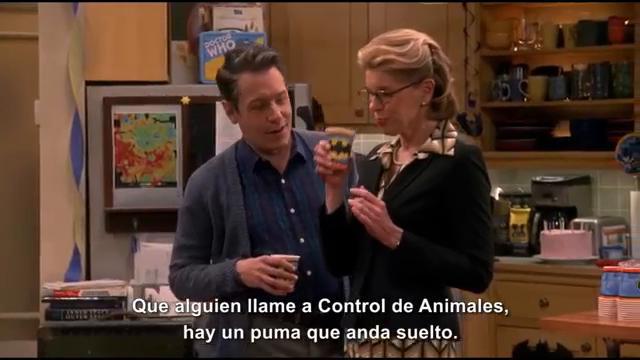 DOCTOR WHO
Que alguien llame a Control de Animales,
hay un puma que anda suelto.